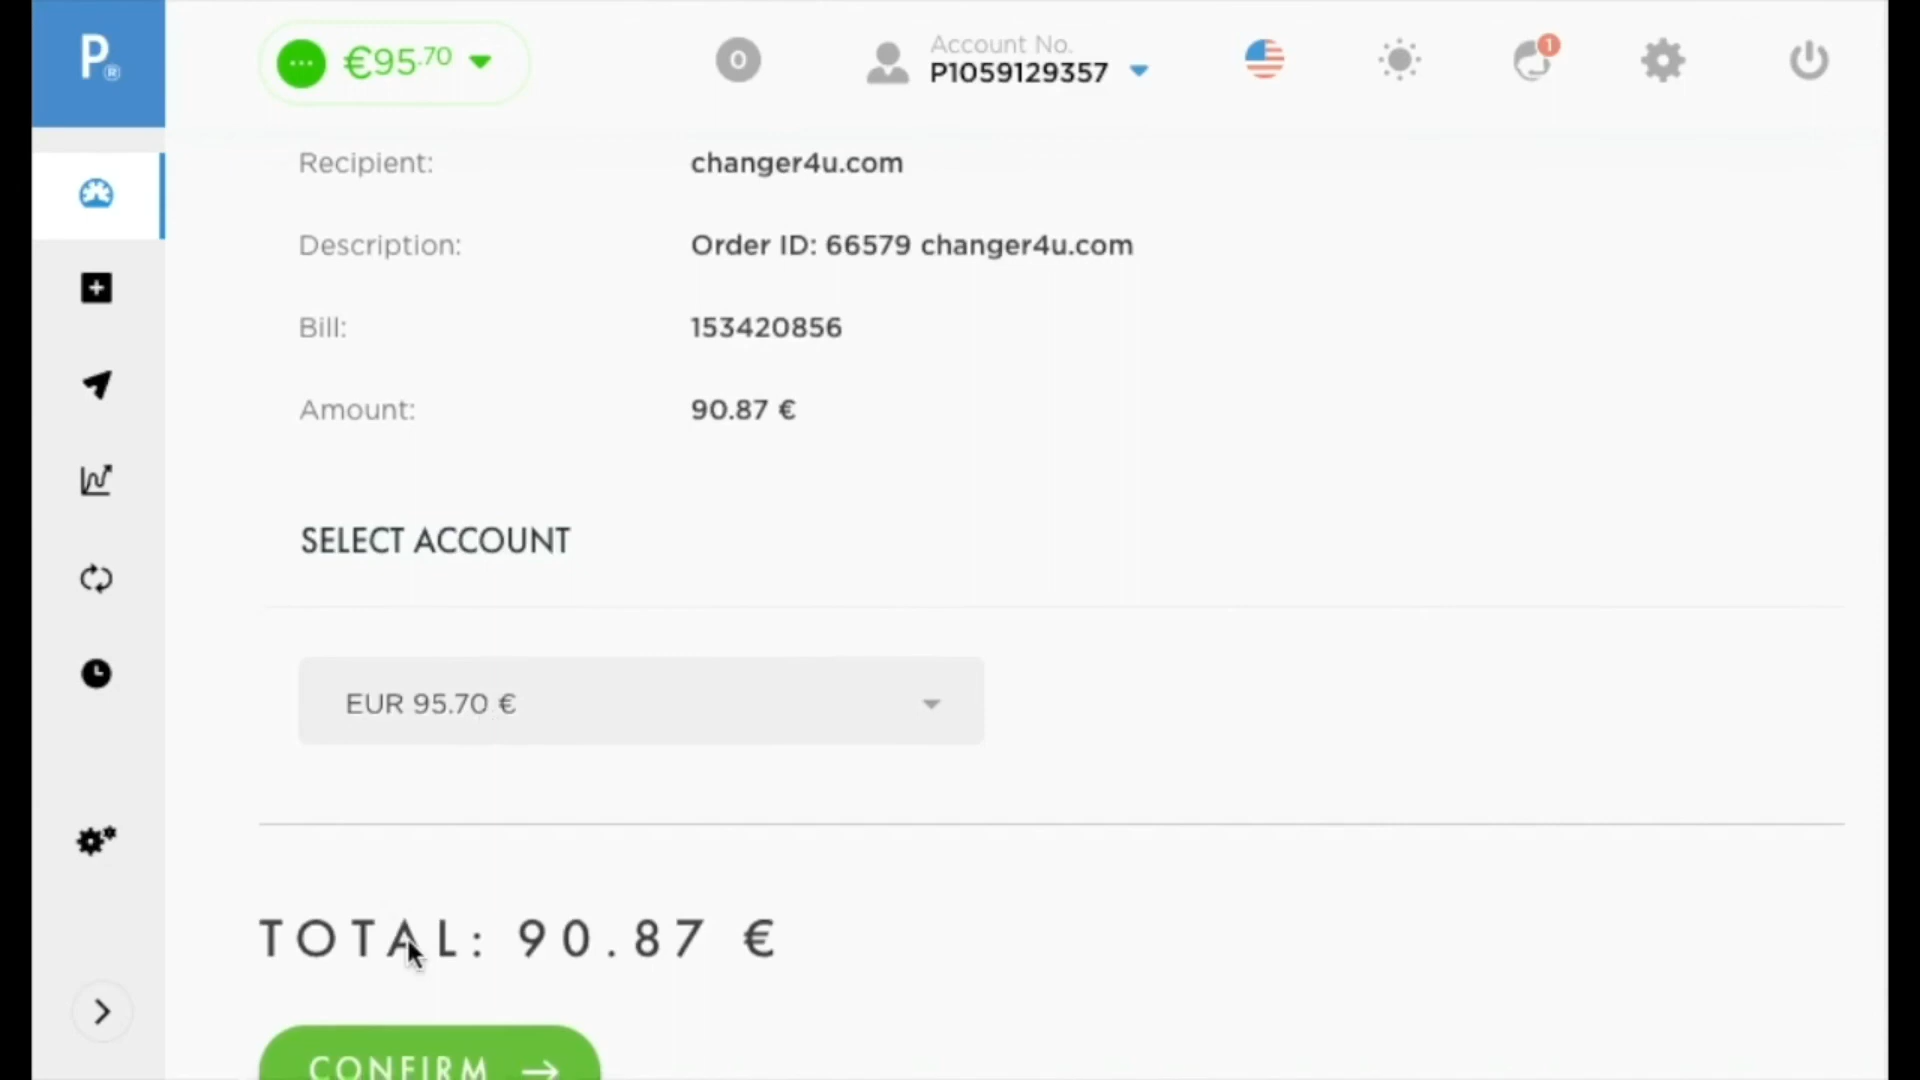 P®
€95.70
0
Account No.
P1059129357
1
Recipient: changer4u.com
Description: Order ID: 66579 changer4u.com
Bill: 153420856
Amount: 90.87 €
SELECT ACCOUNT
EUR 95.70 €
TOTAL: 90.87 €
CONFIRM